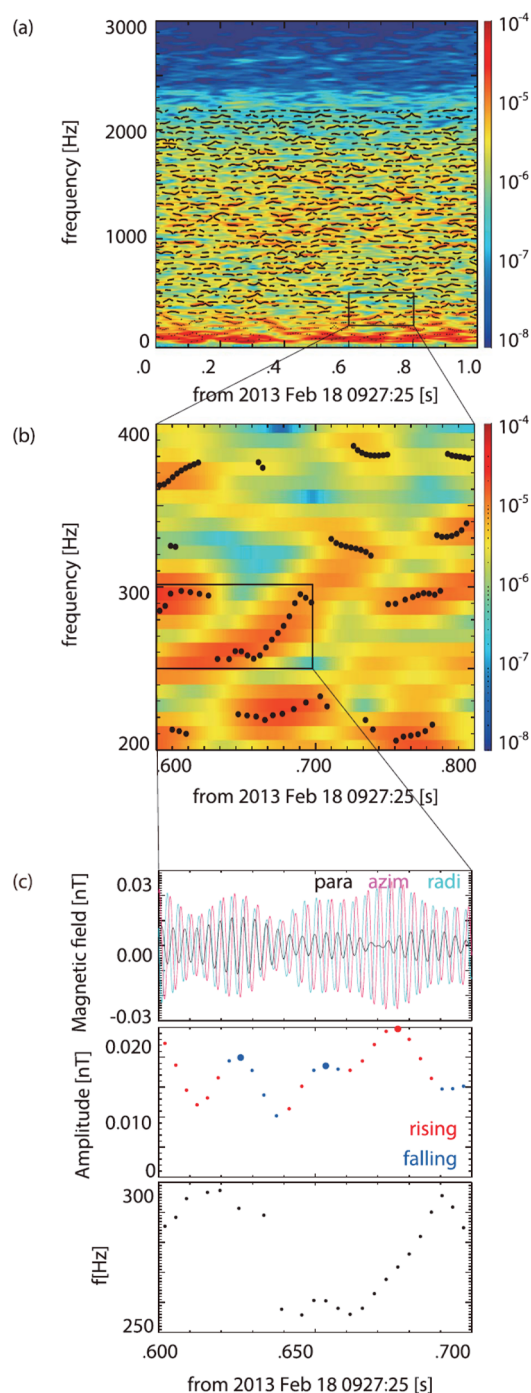 (a)
3000
2000
1000
0
frequency [Hz]
10-4
10-5
10-6
10-7
10-8
.0 .2 .4 .6 .8 1.0
from 2013 Feb 18 0927:25 [s]
(b)
400
300
200
frequency [Hz]
10-4
10-5
10-6
10-7
10-8
.600 .700 .800
from 2013 Feb 18 0927:25 [s]
(c)
para azim radi
0.03
0.00
-0.03
Magnetic field [nT]
0.020
0.010
0
Amplitude [nT]
rising
falling
300
250
f[Hz]
.600 .650 .700
from 2013 Feb 18 0927:25 [s]